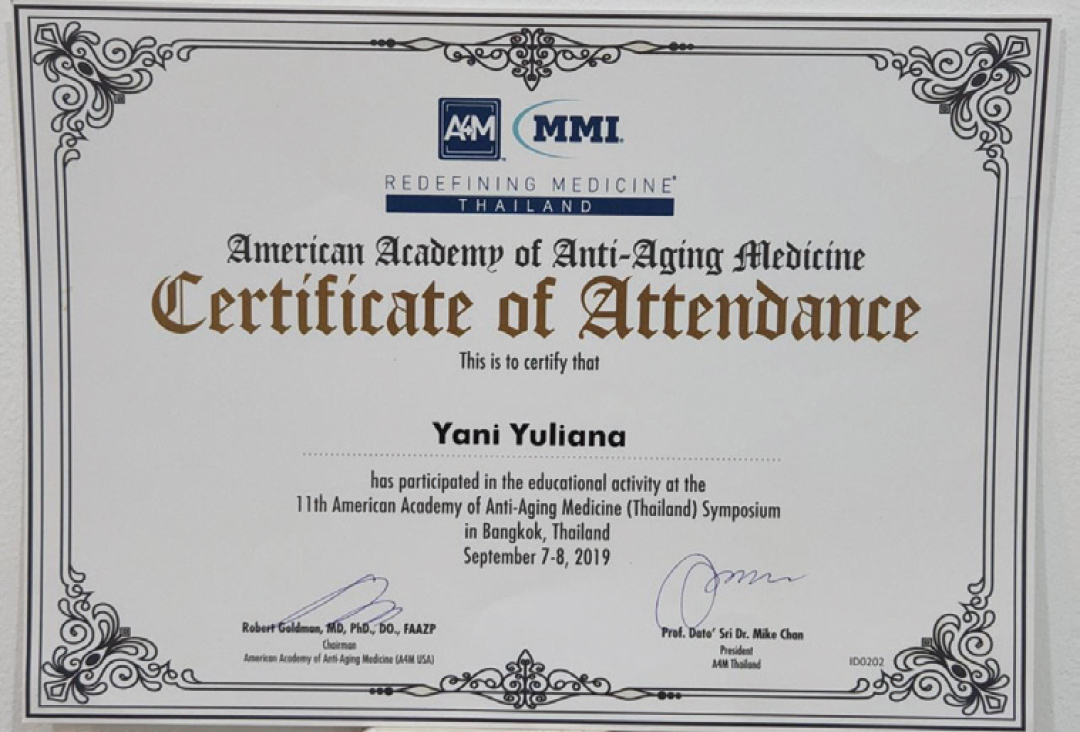 A4M MMI
REDEFINING MEDICINE®
THAILAND
American Academy of Anti-Aging Medicine
Certificate of Attendance
This is to certify that
Yani Yuliana
has participated in the educational activity at the
11th American Academy of Anti-Aging Medicine (Thailand) Symposium
in Bangkok, Thailand
September 7-8, 2019
Robert Goldman, MD, PhD., DO., FAAZP
Chairman
American Academy of Anti-Aging Medicine (A4M USA)
Prof. Dato' Sri Dr. Mike Chan
President
A4M Thailand
ID0202